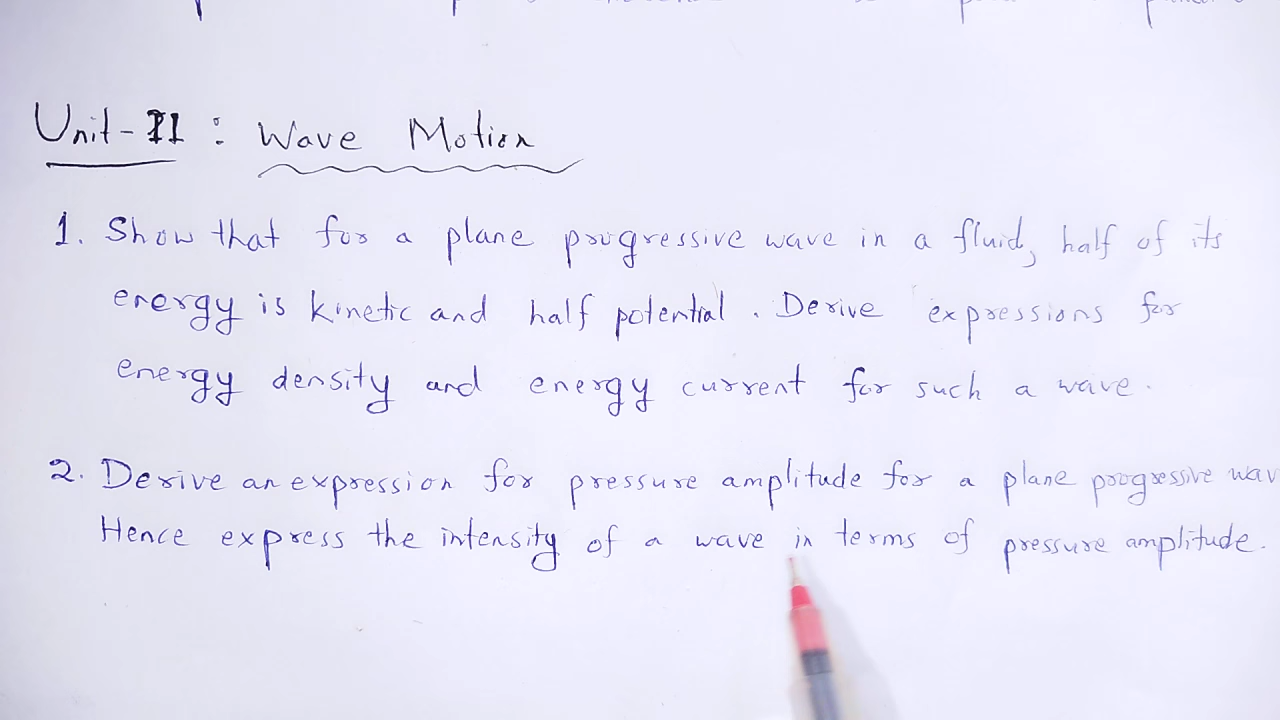 Unit-II : Wave Motion
1. Show that for a plane progressive wave in a fluid, half of its
energy is kinetic and half potential. Derive expressions for
energy density and energy current for such a wave.
2. Derive an expression for pressure amplitude for a plane progressive wav
Hence express the intensity of a wave in terms of pressure amplitude.